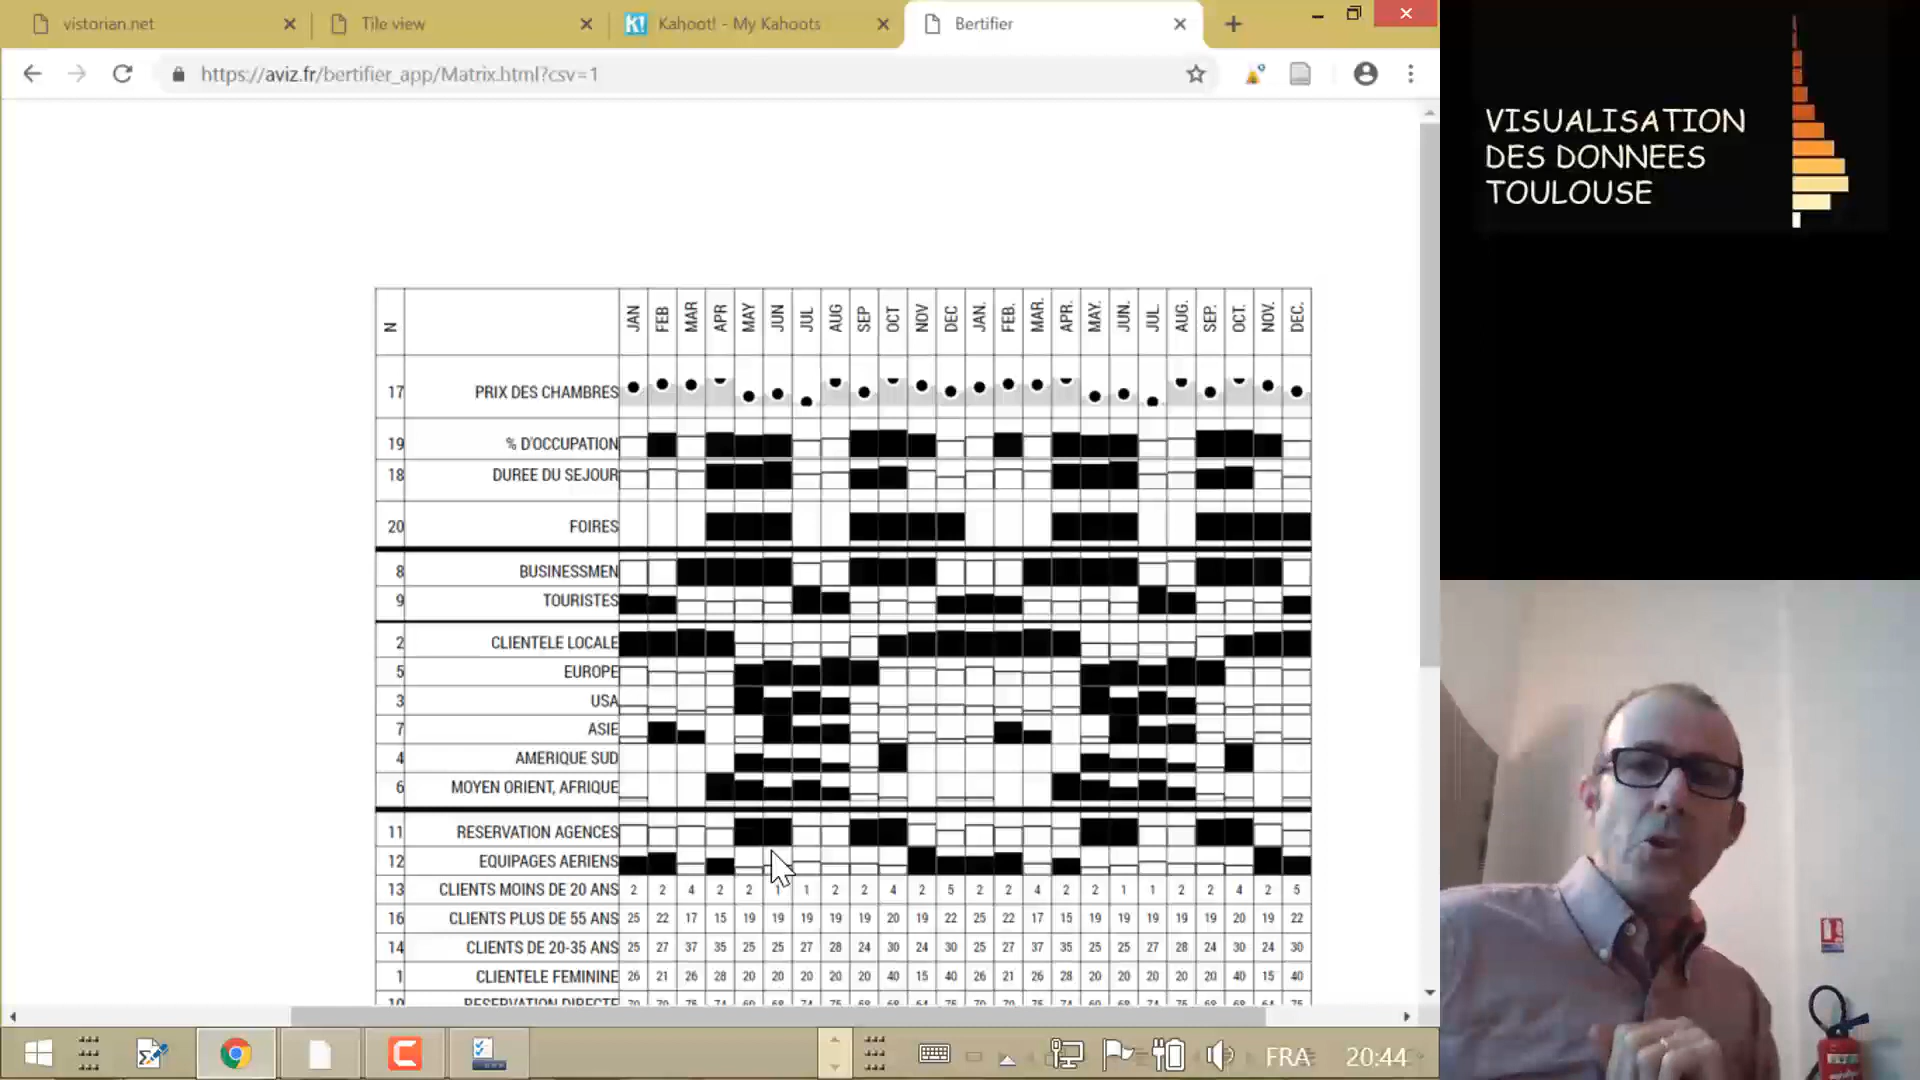 vistorian.net
Tile view
K! Kahoot! - My Kahoots
Bertifier
https://aviz.fr/bertifier_app/Matrix.html?csv=1
VISUALISATION
DES DONNEES
TOULOUSE
N JAN FEB MAR APR MAY JUN JUL AUG SEP OCT NOV DEC JAN. FEB. MAR. APR. MAY. JUN. JUL. AUG. SEP. OCT. NOV. DEC.
17 PRIX DES CHAMBRES
19 % D'OCCUPATION
18 DUREE DU SEJOUR
20 FOIRES
8 BUSINESSMEN
9 TOURISTES
2 CLIENTELE LOCALE
5 EUROPE
3 USA
7 ASIE
4 AMERIQUE SUD
6 MOYEN ORIENT, AFRIQUE
11 RESERVATION AGENCES
12 EQUIPAGES AERIENS
13 CLIENTS MOINS DE 20 ANS 2 2 4 2 2 1 1 2 2 4 2 5 2 2 4 2 2 1 1 2 2 4 2 5
16 CLIENTS PLUS DE 55 ANS 25 22 17 15 19 19 19 19 19 20 19 22 25 22 17 15 19 19 19 19 19 20 19 22
14 CLIENTS DE 20-35 ANS 25 27 37 35 25 25 27 28 24 30 24 30 25 27 37 35 25 25 27 28 24 30 24 30
1 CLIENTELE FEMININE 26 21 26 28 20 20 20 20 20 40 15 40 26 21 26 28 20 20 20 20 20 40 15 40
10 RESERVATION DIRECTE
FRA 20:44